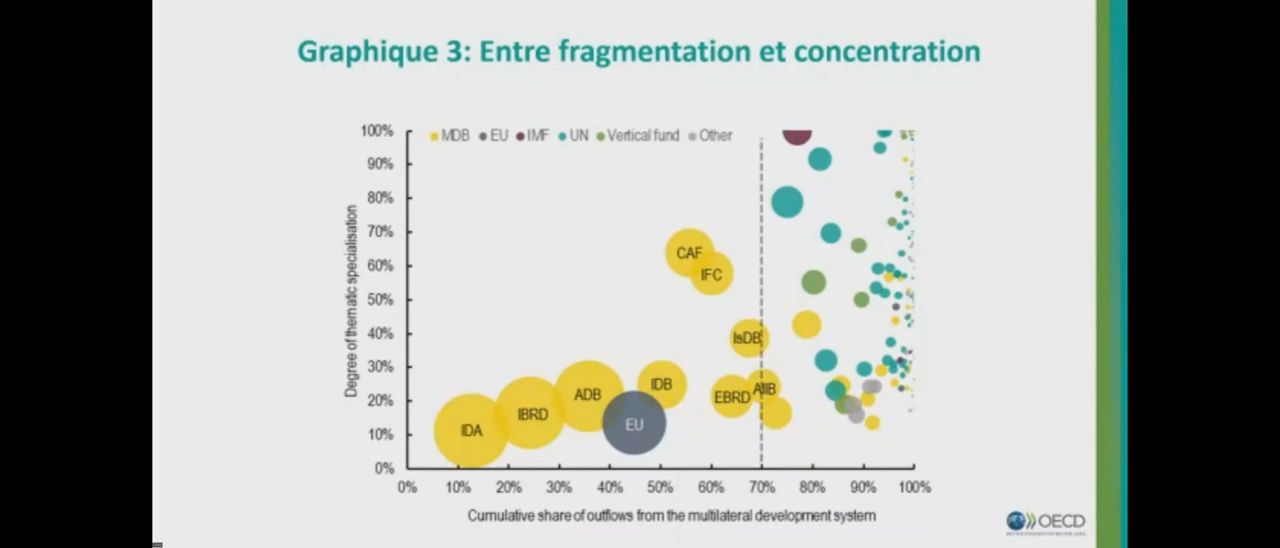 Graphique 3: Entre fragmentation et concentration
MDB EU IMF UN Vertical fund Other
Degree of thematic specialisation
100%
90%
80%
70%
60%
50%
40%
30%
20%
10%
0%
CAF
IFC
IsDB
IDB
ADB
EBRD
AIIB
IBRD
IDA
EU
0% 10% 20% 30% 40% 50% 60% 70% 80% 90% 100%
Cumulative share of outflows from the multilateral development system
OECD